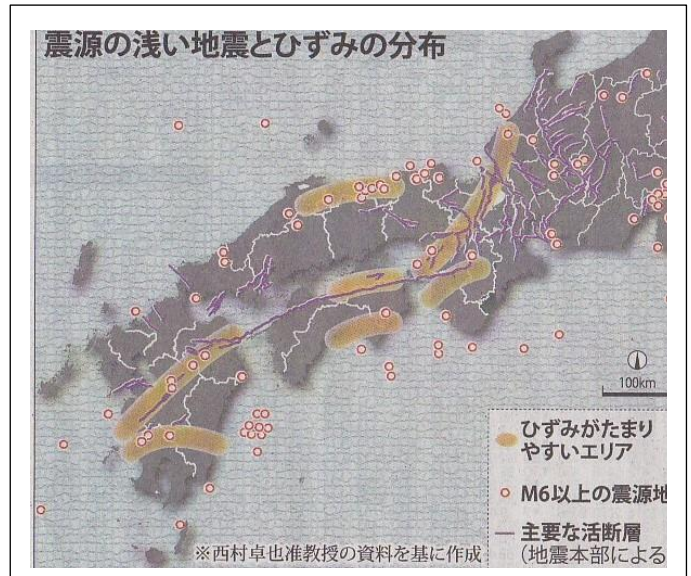 震源の浅い地震とひずみの分布
100km
ひずみがたまり
やすいエリア
M6以上の震源地
主要な活断層
(地震本部による
※西村卓也准教授の資料を基に作成